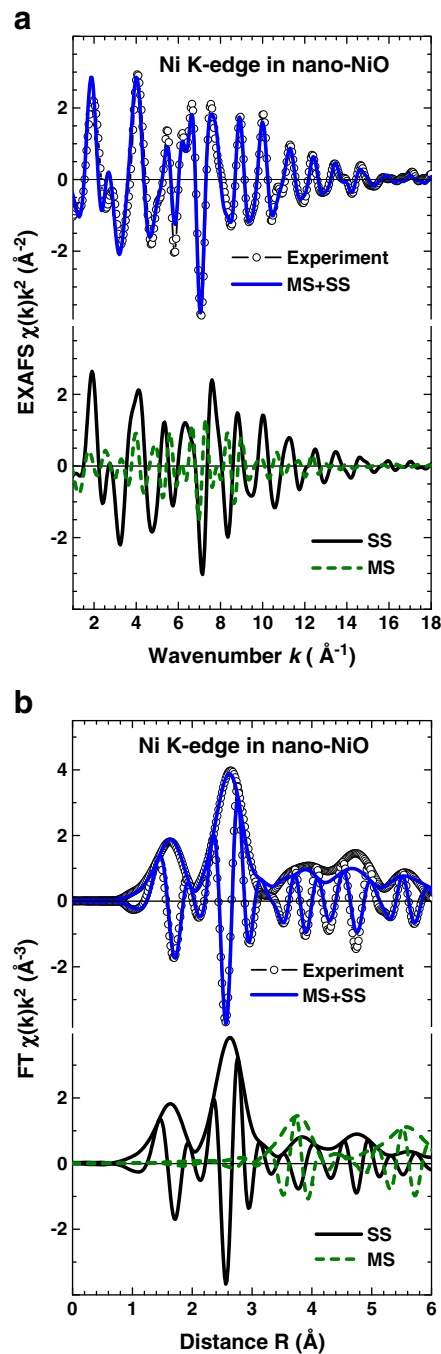 a
Ni K-edge in nano-NiO
2
0
-2
Experiment
MS+SS
2
0
-2
SS
MS
EXAFS χ(k)k² (Å⁻²)
2 4 6 8 10 12 14 16 18
Wavenumber k ( Å⁻¹)
b
Ni K-edge in nano-NiO
4
2
0
-2
Experiment
MS+SS
2
0
-2
SS
MS
FT χ(k)k² (Å⁻³)
0 1 2 3 4 5 6
Distance R (Å)